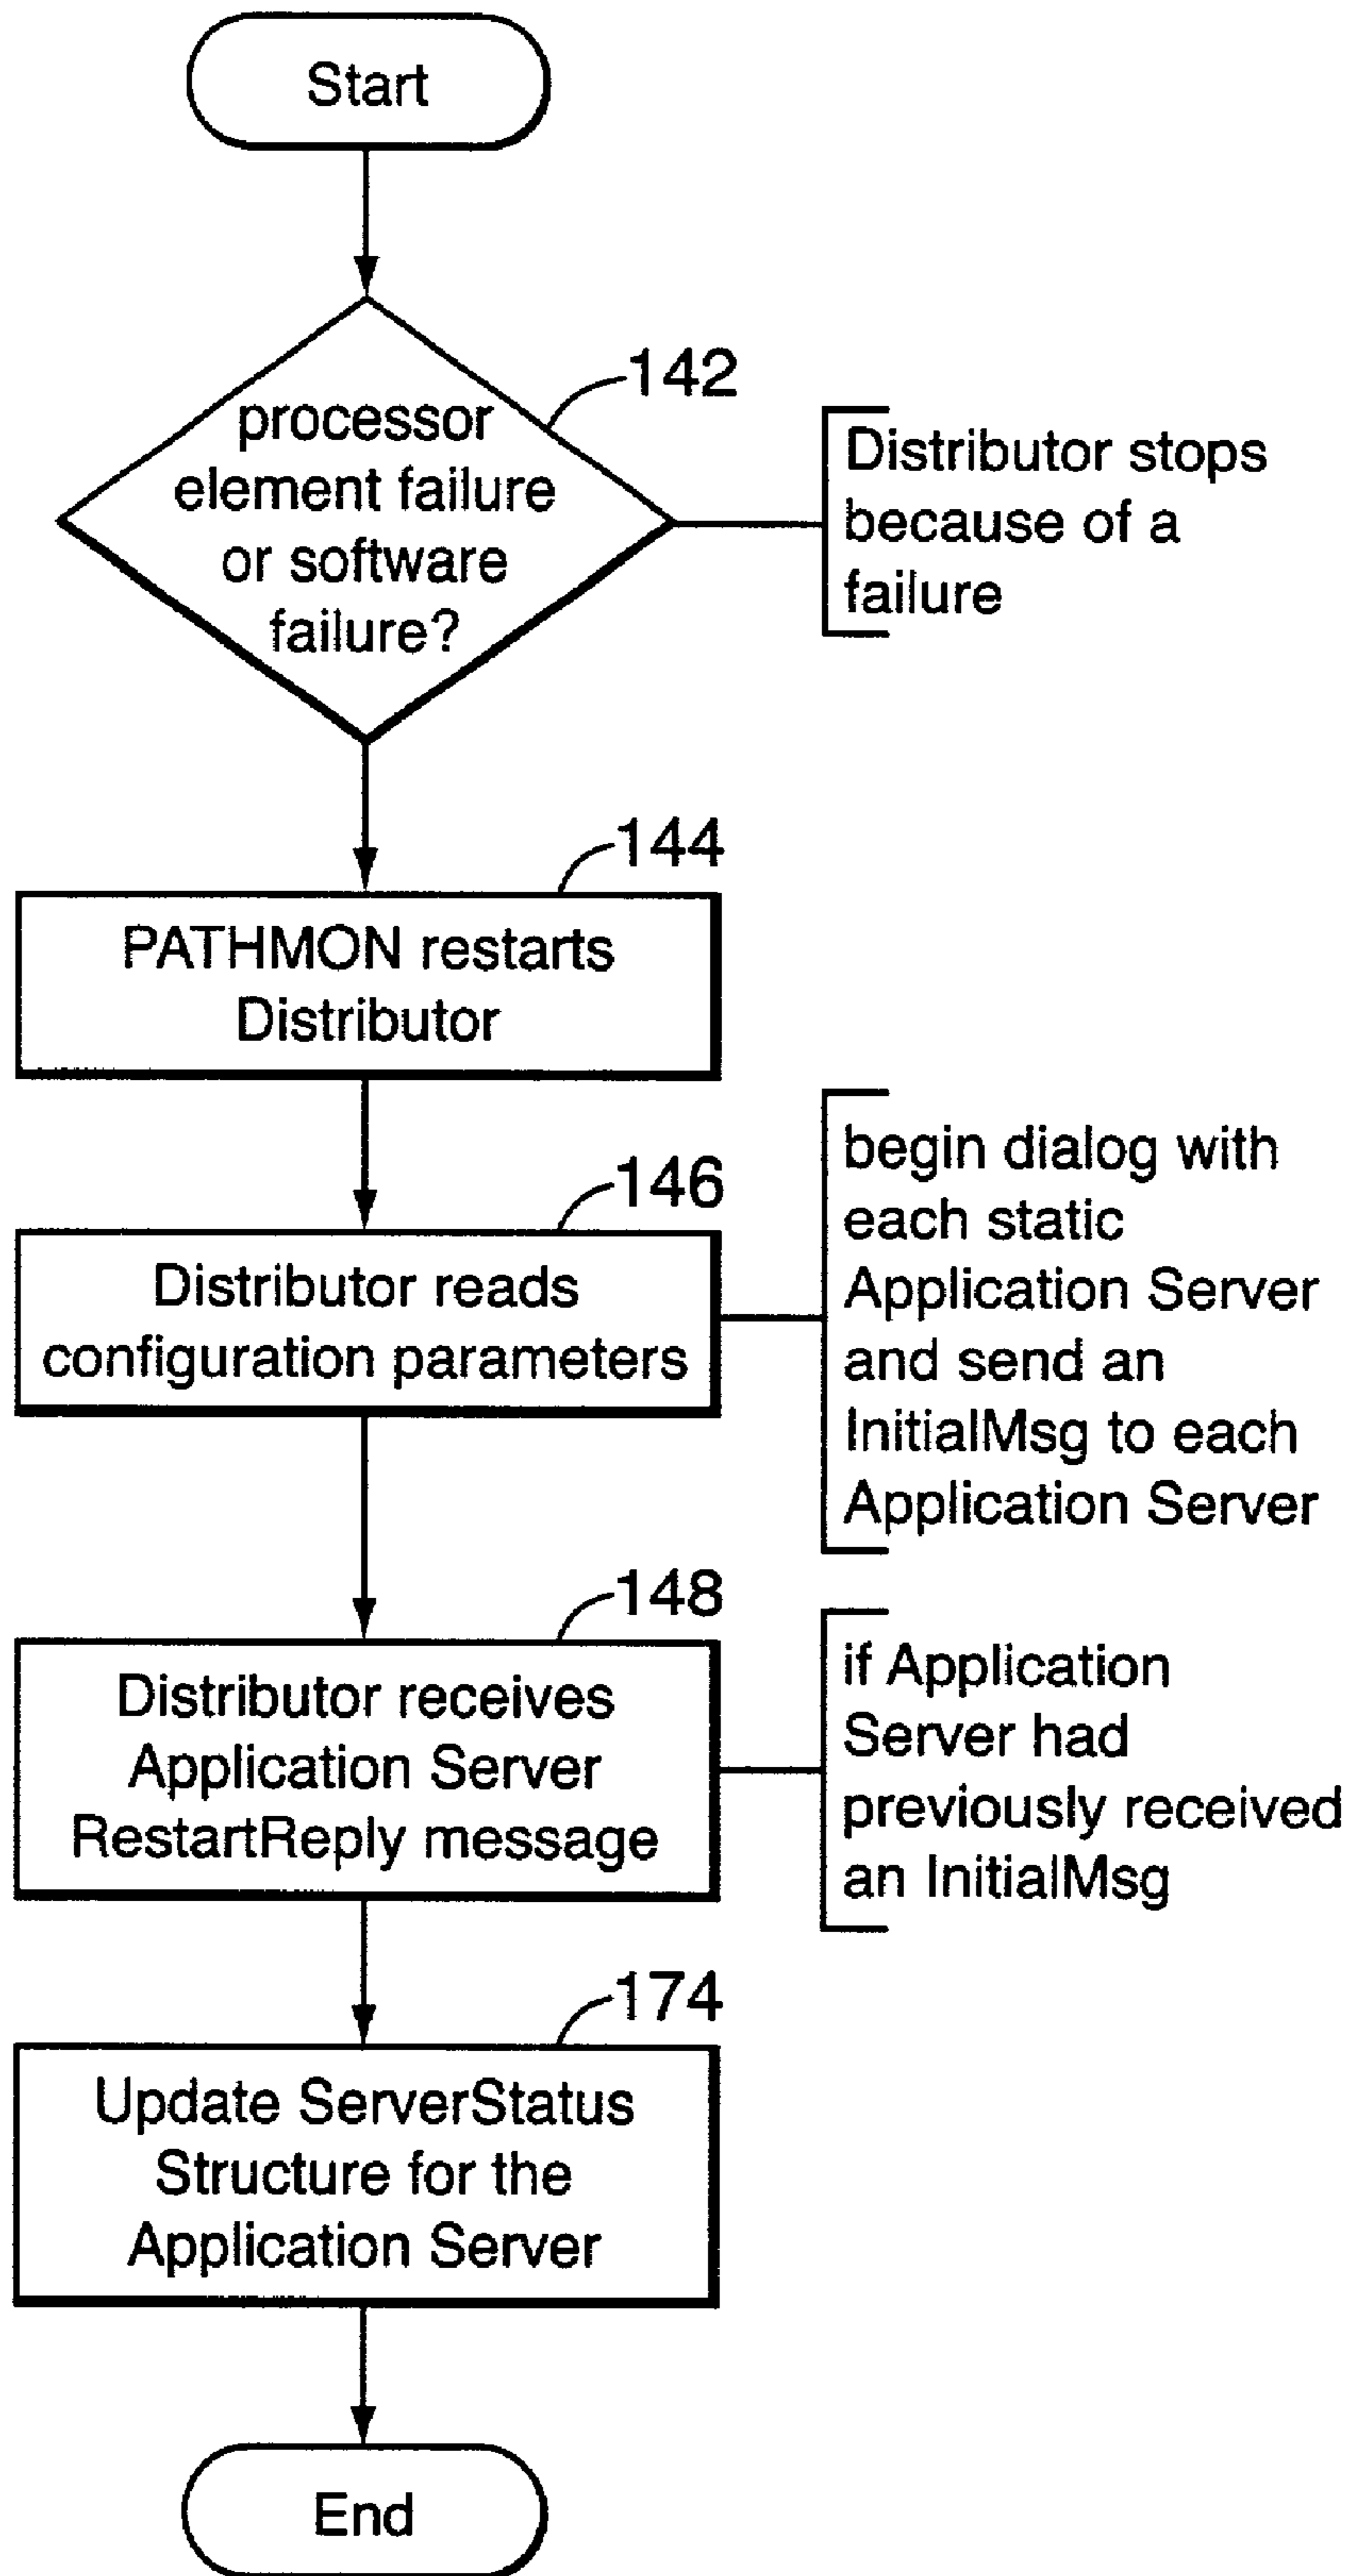 Start
142
processor
element failure
or software
failure?
Distributor stops
because of a
failure
144
PATHMON restarts
Distributor
146
Distributor reads
configuration parameters
begin dialog with
each static
Application Server
and send an
InitialMsg to each
Application Server
148
Distributor receives
Application Server
RestartReply message
if Application
Server had
previously received
an InitialMsg
174
Update ServerStatus
Structure for the
Application Server
End